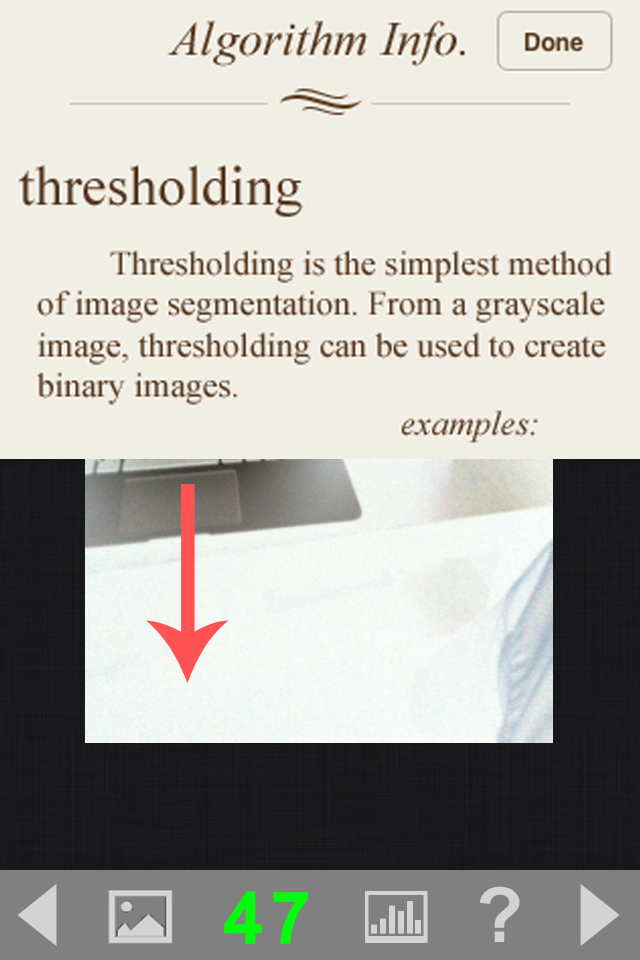 Algorithm Info.
Done
thresholding
Thresholding is the simplest method
of image segmentation. From a grayscale
image, thresholding can be used to create
binary images.
examples:
47
?